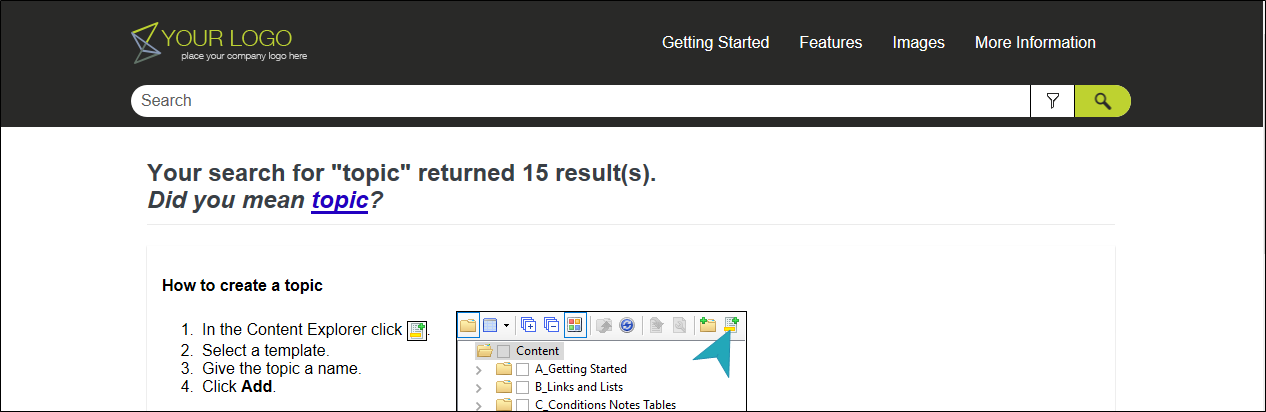 YOUR LOGO
place your company logo here
Getting Started Features Images More Information
Search
Your search for "topic" returned 15 result(s).
Did you mean topic?
How to create a topic
1. In the Content Explorer click .
2. Select a template.
3. Give the topic a name.
4. Click Add.
Content
A_Getting Started
B_Links and Lists
C_Conditions Notes Tables